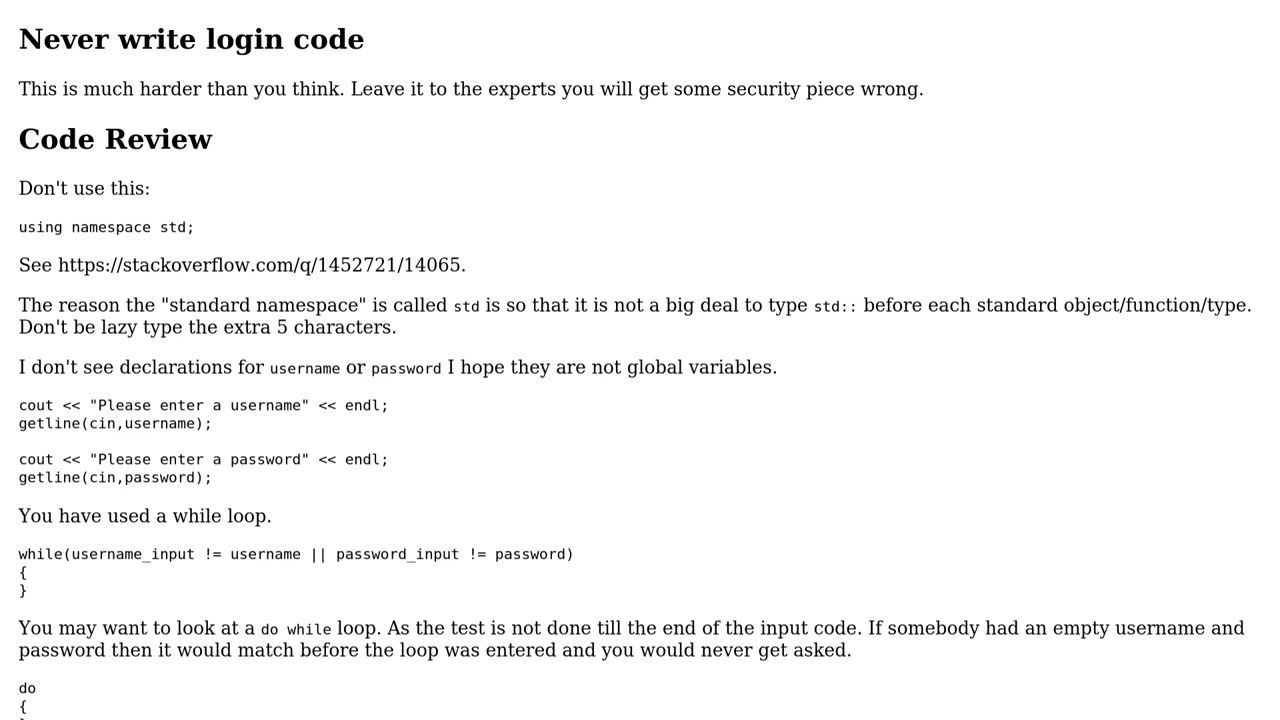 Never write login code
This is much harder than you think. Leave it to the experts you will get some security piece wrong.
Code Review
Don't use this:
using namespace std;
See https://stackoverflow.com/q/1452721/14065.
The reason the "standard namespace" is called std is so that it is not a big deal to type std:: before each standard object/function/type.
Don't be lazy type the extra 5 characters.
I don't see declarations for username or password I hope they are not global variables.
cout << "Please enter a username" << endl;
getline(cin,username);
cout << "Please enter a password" << endl;
getline(cin,password);
You have used a while loop.
while(username_input != username || password_input != password)
{
}
You may want to look at a do while loop. As the test is not done till the end of the input code. If somebody had an empty username and
password then it would match before the loop was entered and you would never get asked.
do
{